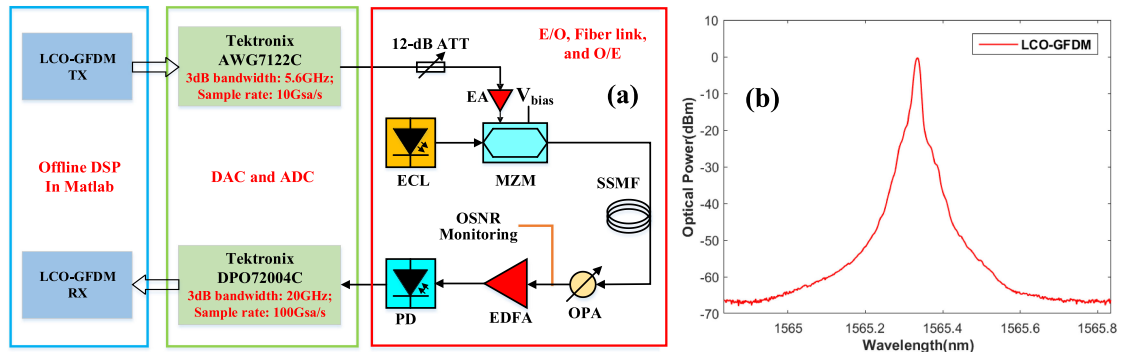 LCO-GFDM
TX
Offline DSP
In Matlab
LCO-GFDM
RX
Tektronix
AWG7122C
3dB bandwidth: 5.6GHz;
Sample rate: 10Gsa/s
DAC and ADC
Tektronix
DPO72004C
3dB bandwidth: 20GHz;
Sample rate: 100Gsa/s
12-dB ATT
E/O, Fiber link,
and O/E
EA
Vbias
(a)
ECL
MZM
SSMF
OSNR
Monitoring
PD
EDFA
OPA
10
0
-10
-20
-30
-40
-50
-60
-70
Optical Power(dBm)
(b)
LCO-GFDM
1565
1565.2
1565.4
1565.6
1565.8
Wavelength(nm)